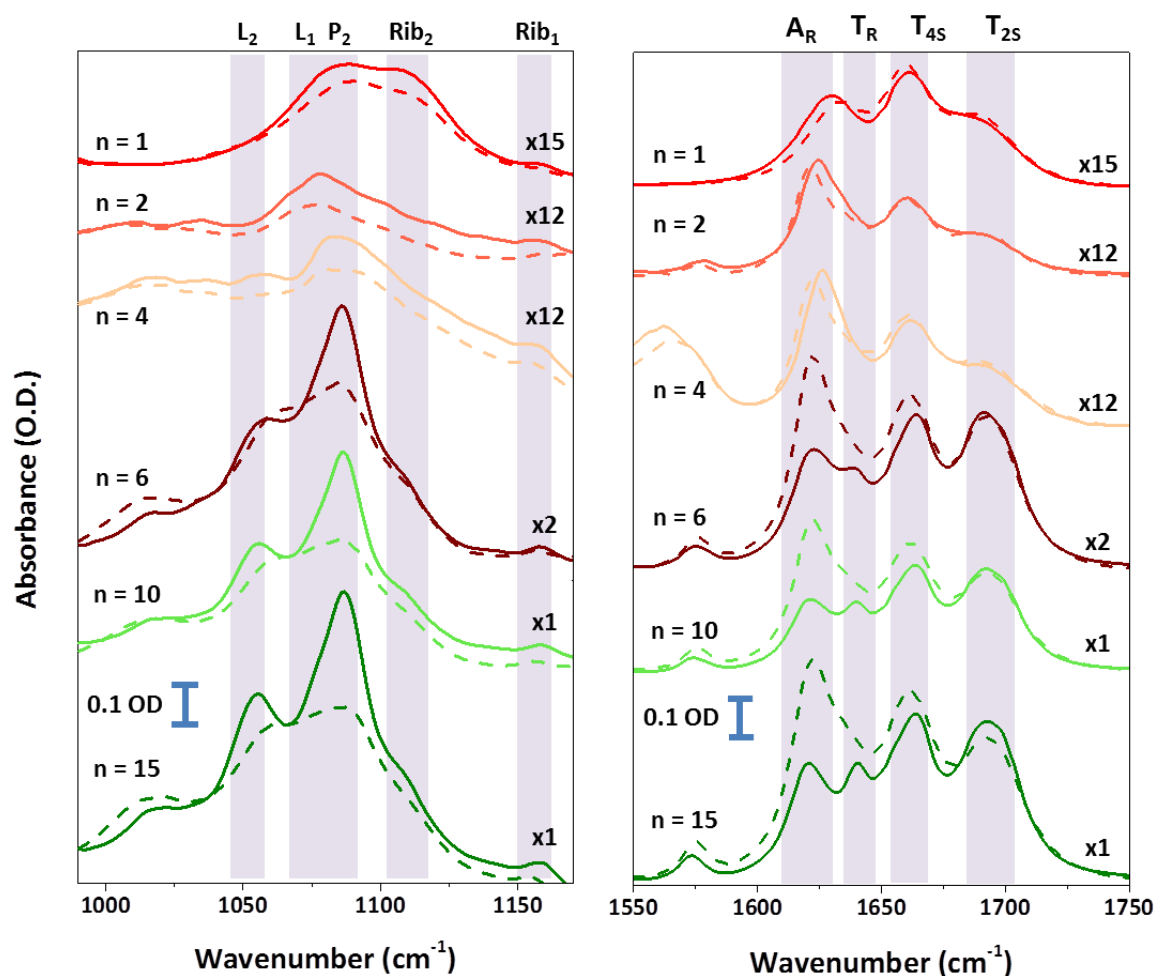 L2 L1 P2 Rib2 Rib1
n = 1
x15
n = 2
x12
n = 4
x12
n = 6
x2
n = 10
x1
0.1 OD
n = 15
x1
1000 1050 1100 1150
Wavenumber (cm-1)
Absorbance (O.D.)
AR TR T4S T2S
n = 1
x15
n = 2
x12
n = 4
x12
n = 6
x2
n = 10
x1
0.1 OD
n = 15
x1
1550 1600 1650 1700 1750
Wavenumber (cm-1)